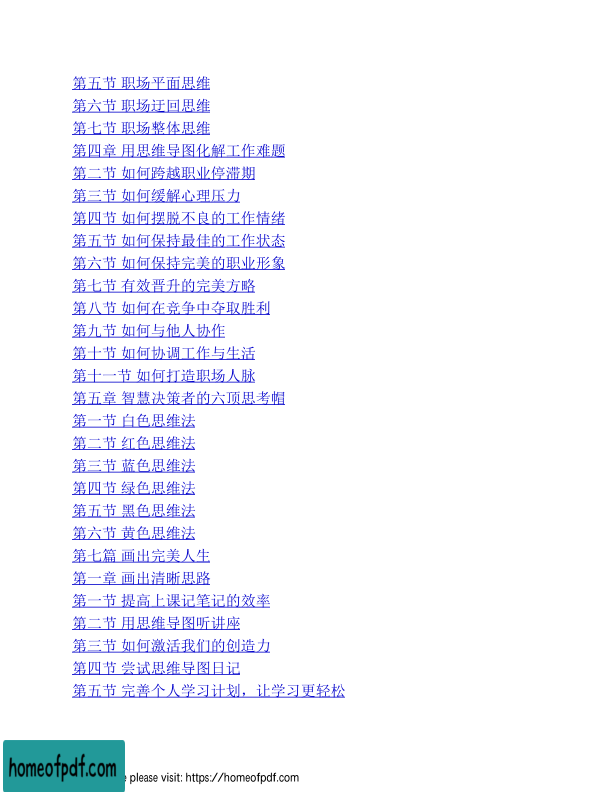 第五节 职场平面思维
第六节 职场迂回思维
第七节 职场整体思维
第四章 用思维导图化解工作难题
第二节 如何跨越职业停滞期
第三节 如何缓解心理压力
第四节 如何摆脱不良的工作情绪
第五节 如何保持最佳的工作状态
第六节 如何保持完美的职业形象
第七节 有效晋升的完美方略
第八节 如何在竞争中夺取胜利
第九节 如何与他人协作
第十节 如何协调工作与生活
第十一节 如何打造职场人脉
第五章 智慧决策者的六顶思考帽
第一节 白色思维法
第二节 红色思维法
第三节 蓝色思维法
第四节 绿色思维法
第五节 黑色思维法
第六节 黄色思维法
第七篇 画出完美人生
第一章 画出清晰思路
第一节 提高上课记笔记的效率
第二节 用思维导图听讲座
第三节 如何激活我们的创造力
第四节 尝试思维导图日记
第五节 完善个人学习计划，让学习更轻松
homeofpdf.com
e please visit: https://homeofpdf.com